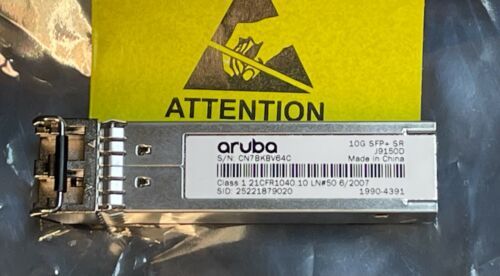 ATTENTION
aruba
S/N: CN7BKBV64C
10G SFP+ SR
J9150D
Made in China
Class 1 21CFR1040.10 LN#50 6/2007
SID: 25221879020
1990-4391